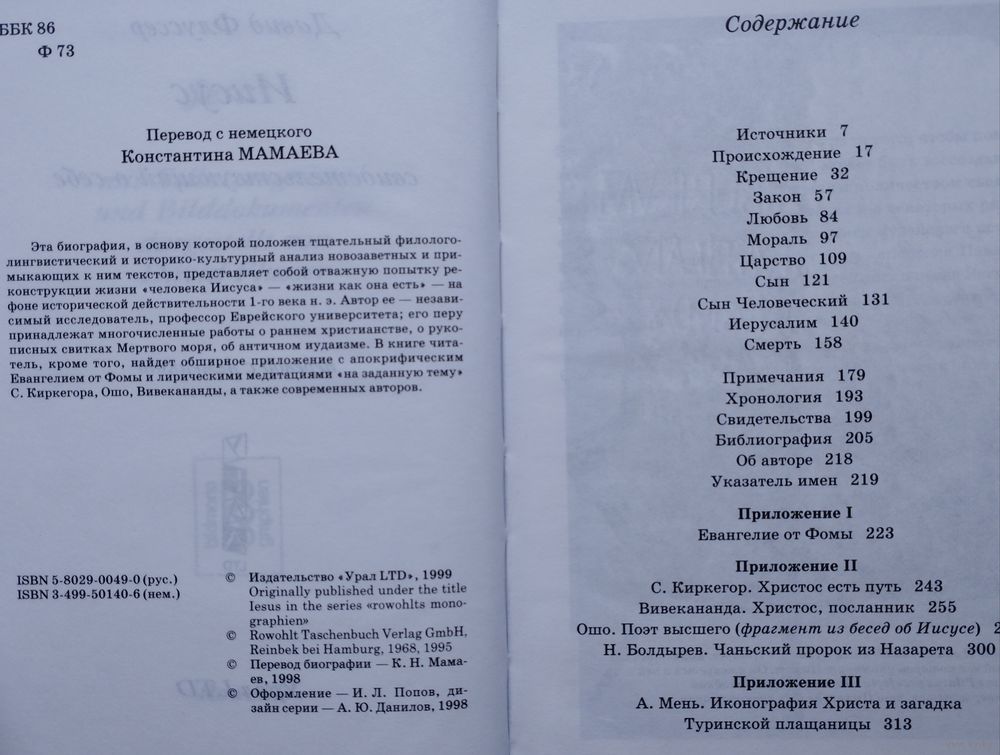 ББК 86
Ф 73
Перевод с немецкого
Константина МАМАЕВА
Эта биография, в основу которой положен тщательный филолого-
лингвистический и историко-культурный анализ новозаветных и при-
мыкающих к ним текстов, представляет собой отважную попытку ре-
конструкции жизни «человека Иисуса» — «жизни как она есть» — на
фоне исторической действительности 1-го века н. э. Автор ее — незави-
симый исследователь, профессор Еврейского университета; его перу
принадлежат многочисленные работы о раннем христианстве, о руко-
писных свитках Мертвого моря, об античном иудаизме. В книге чита-
тель, кроме того, найдет обширное приложение с апокрифическим
Евангелием от Фомы и лирическими медитациями «на заданную тему»
С. Киркегора, Ошо, Вивекананды, а также современных авторов.
ISBN 5-8029-0049-0 (рус.)
ISBN 3-499-50140-6 (нем.)
© Издательство «Урал LTD», 1999
Originally published under the title
Iesus in the series «rowohlts mono-
graphien»
© Rowohlt Taschenbuch Verlag GmbH,
Reinbek bei Hamburg, 1968, 1995
© Перевод биографии — К. Н. Мама-
ев, 1998
© Оформление — И. Л. Попов, ди-
зайн серии — А. Ю. Данилов, 1998
Содержание
Источники 7
Происхождение 17
Крещение 32
Закон 57
Любовь 84
Мораль 97
Царство 109
Сын 121
Сын Человеческий 131
Иерусалим 140
Смерть 158
Примечания 179
Хронология 193
Свидетельства 199
Библиография 205
Об авторе 218
Указатель имен 219
Приложение I
Евангелие от Фомы 223
Приложение II
С. Киркегор. Христос есть путь 243
Вивекананда. Христос, посланник 255
Ошо. Поэт высшего (фрагмент из бесед об Иисусе) 2
Н. Болдырев. Чаньский пророк из Назарета 300
Приложение III
А. Мень. Иконография Христа и загадка
Туринской плащаницы 313